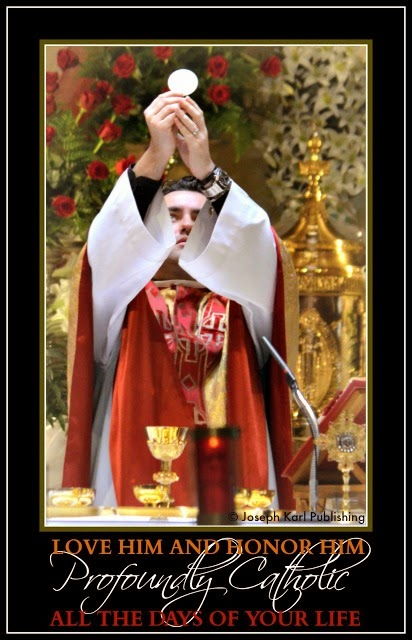 © Joseph Karl Publishing
LOVE HIM AND HONOR HIM
Profoundly Catholic
ALL THE DAYS OF YOUR LIFE